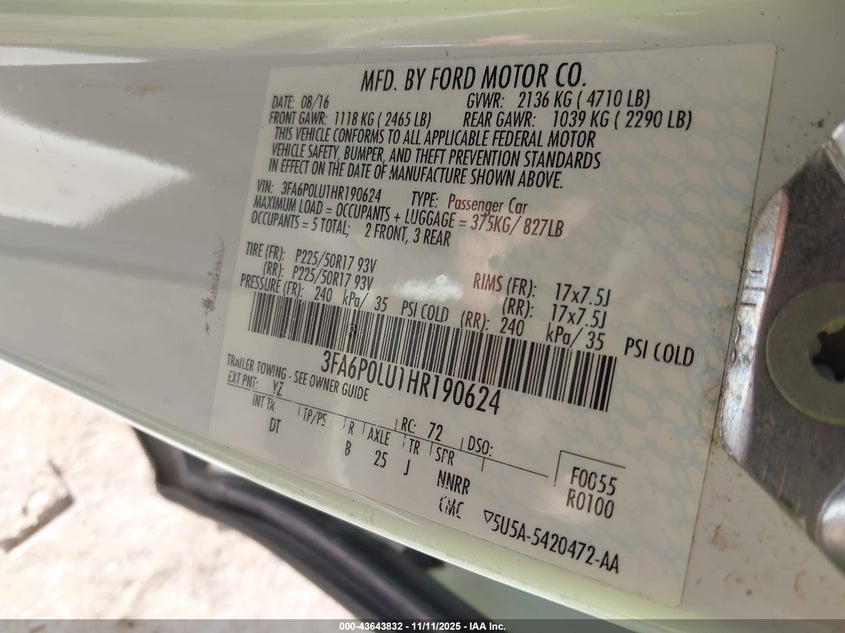 MFD. BY FORD MOTOR CO.
DATE: 08/16 GVWR: 2136 KG ( 4710 LB)
FRONT GAWR: 1118 KG ( 2465 LB) REAR GAWR: 1039 KG ( 2290 LB)
THIS VEHICLE CONFORMS TO ALL APPLICABLE FEDERAL MOTOR
VEHICLE SAFETY, BUMPER, AND THEFT PREVENTION STANDARDS
IN EFFECT ON THE DATE OF MANUFACTURE SHOWN ABOVE.
VIN: 3FA6P0LU1HR190624 TYPE: Passenger Car
MAXIMUM LOAD = OCCUPANTS + LUGGAGE = 375KG/ 827LB
OCCUPANTS = 5 TOTAL; 2 FRONT, 3 REAR
TIRE (FR): P225/50R17 93V RIMS (FR): 17x7.5J
(RR): P225/50R17 93V (RR): 17x7.5J
PRESSURE (FR): 240 kPa/ 35 PSI COLD (RR): 240 kPa/ 35 PSI COLD
3FA6P0LU1HR190624
TRAILER TOWING - SEE OWNER GUIDE
EXT PNT: YZ RC: 72 DSO:
INT TR TP/PS R AXLE TR SPR
DT B 25 J NNRR
CMC
F0055
R0100
▽5U5A-5420472-AA
000-43643832 - 11/11/2025 - IAA Inc.